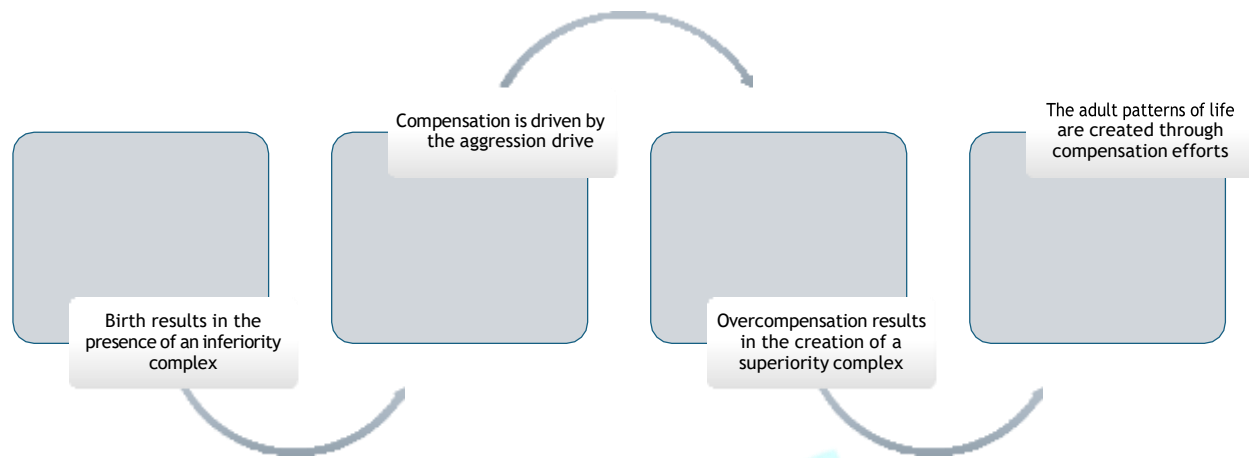 Birth results in the
presence of an inferiority
complex
Compensation is driven by
the aggression drive
Overcompensation results
in the creation of a
superiority complex
The adult patterns of life
are created through
compensation efforts